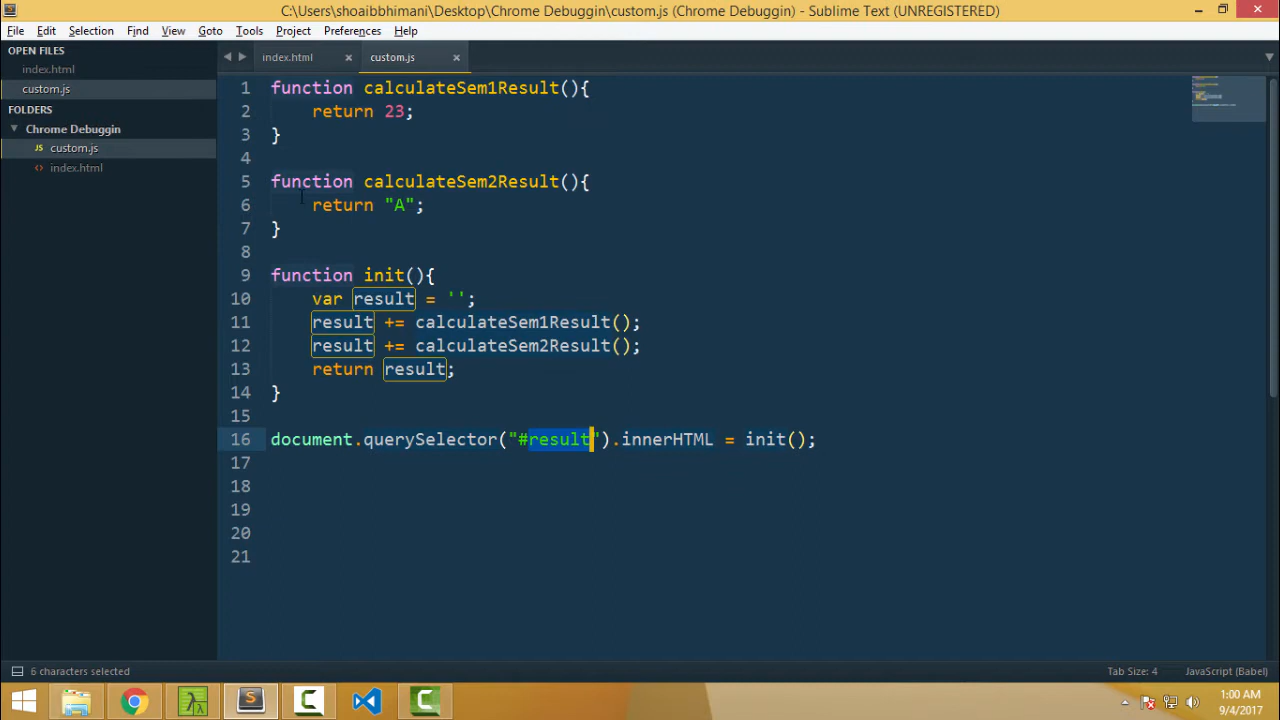 C:\Users\shoaibbhimani\Desktop\Chrome Debuggin\custom.js (Chrome Debuggin) - Sublime Text (UNREGISTERED)
File Edit Selection Find View Goto Tools Project Preferences Help
OPEN FILES
index.html
custom.js
FOLDERS
Chrome Debuggin
JS custom.js
<> index.html
index.html × custom.js ×
1 function calculateSem1Result(){
2 return 23;
3 }
4
5 function calculateSem2Result(){
6 return "A";
7 }
8
9 function init(){
10 var result = '';
11 result += calculateSem1Result();
12 result += calculateSem2Result();
13 return result;
14 }
15
16 document.querySelector("#result").innerHTML = init();
17
18
19
20
21
6 characters selected Tab Size: 4 JavaScript (Babel)
1:00 AM
9/4/2017